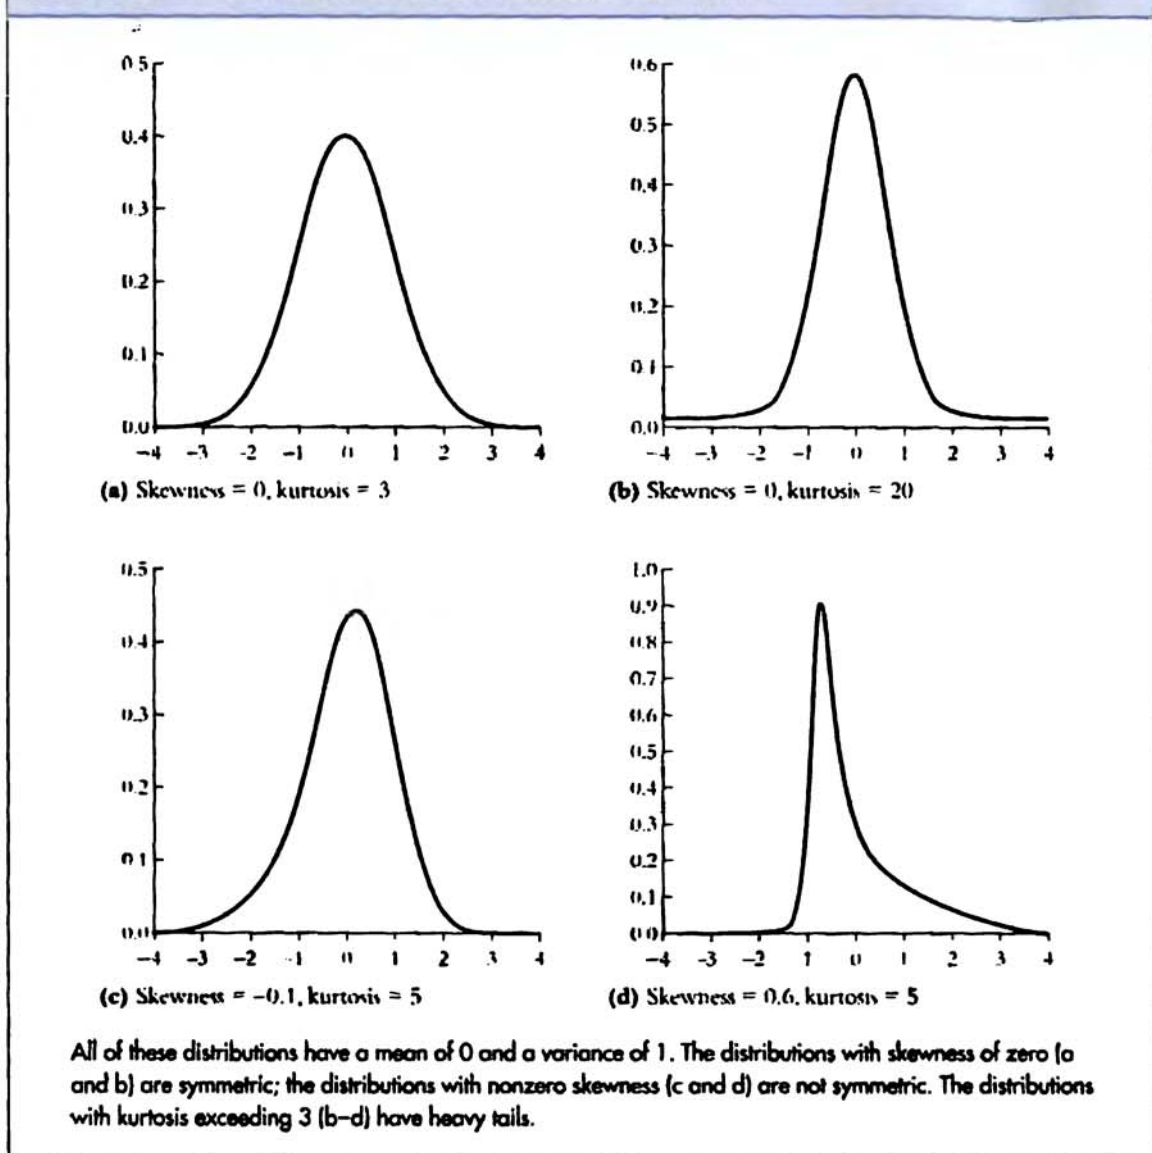 0.5
0.4
0.3
0.2
0.1
0.0
-4 -3 -2 -1 0 1 2 3 4
(a) Skewness = 0, kurtosis = 3
0.6
0.5
0.4
0.3
0.2
0.1
0.0
-4 -3 -2 -1 0 1 2 3 4
(b) Skewness = 0, kurtosis = 20
0.5
0.4
0.3
0.2
0.1
0.0
-4 -3 -2 -1 0 1 2 3 4
(c) Skewness = -0.1, kurtosis = 5
1.0
0.9
0.8
0.7
0.6
0.5
0.4
0.3
0.2
0.1
0.0
-4 -3 -2 1 0 1 2 3 4
(d) Skewness = 0.6, kurtosis = 5
All of these distributions have a mean of 0 and a variance of 1. The distributions with skewness of zero (a
and b) are symmetric; the distributions with nonzero skewness (c and d) are not symmetric. The distributions
with kurtosis exceeding 3 (b–d) have heavy tails.